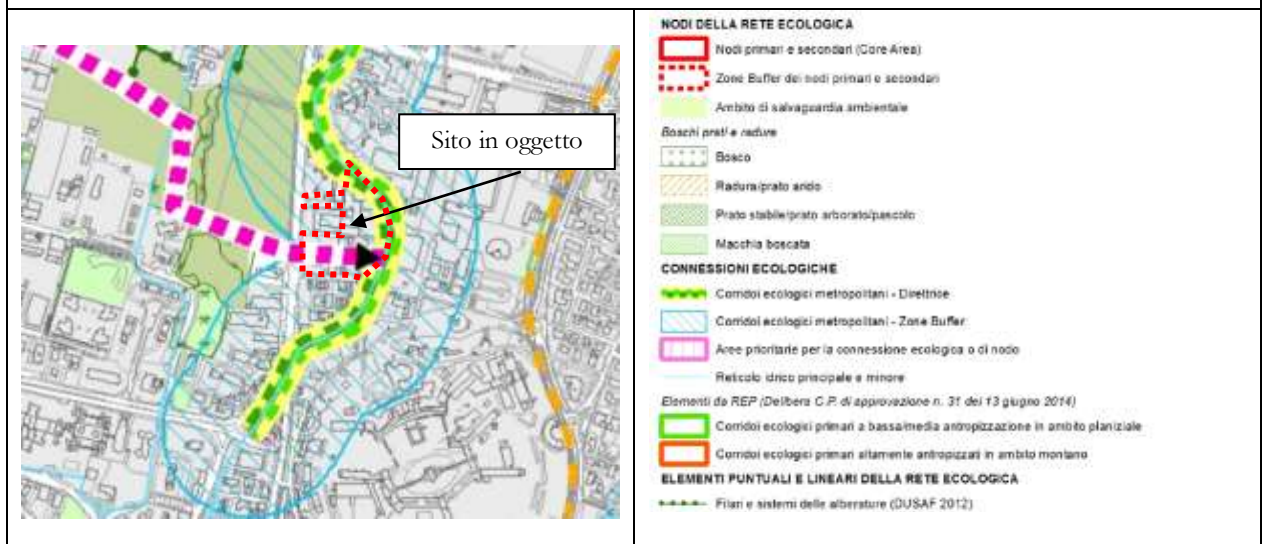 Sito in oggetto
NODI DELLA RETE ECOLOGICA
Nodi primari e secondari (Core Area)
Zone Buffer dei nodi primari e secondari
Ambito di salvaguardia ambientale
Boschi prati e radure
Bosco
Radura/prato arido
Prato stabile/prato arborato/pascolo
Macchia boscata
CONNESSIONI ECOLOGICHE
Corridoi ecologici metropolitani - Direttrice
Corridoi ecologici metropolitani - Zone Buffer
Aree prioritarie per la connessione ecologica o di nodo
Reticolo idrico principale e minore
Elementi da REP (Delibera C.P. di approvazione n. 31 del 13 giugno 2014)
Corridoi ecologici primari a bassa/media antropizzazione in ambito planiziale
Corridoi ecologici primari altamente antropizzati in ambito montano
ELEMENTI PUNTUALI E LINEARI DELLA RETE ECOLOGICA
Filari e sistemi delle alberature (DUSAF 2012)